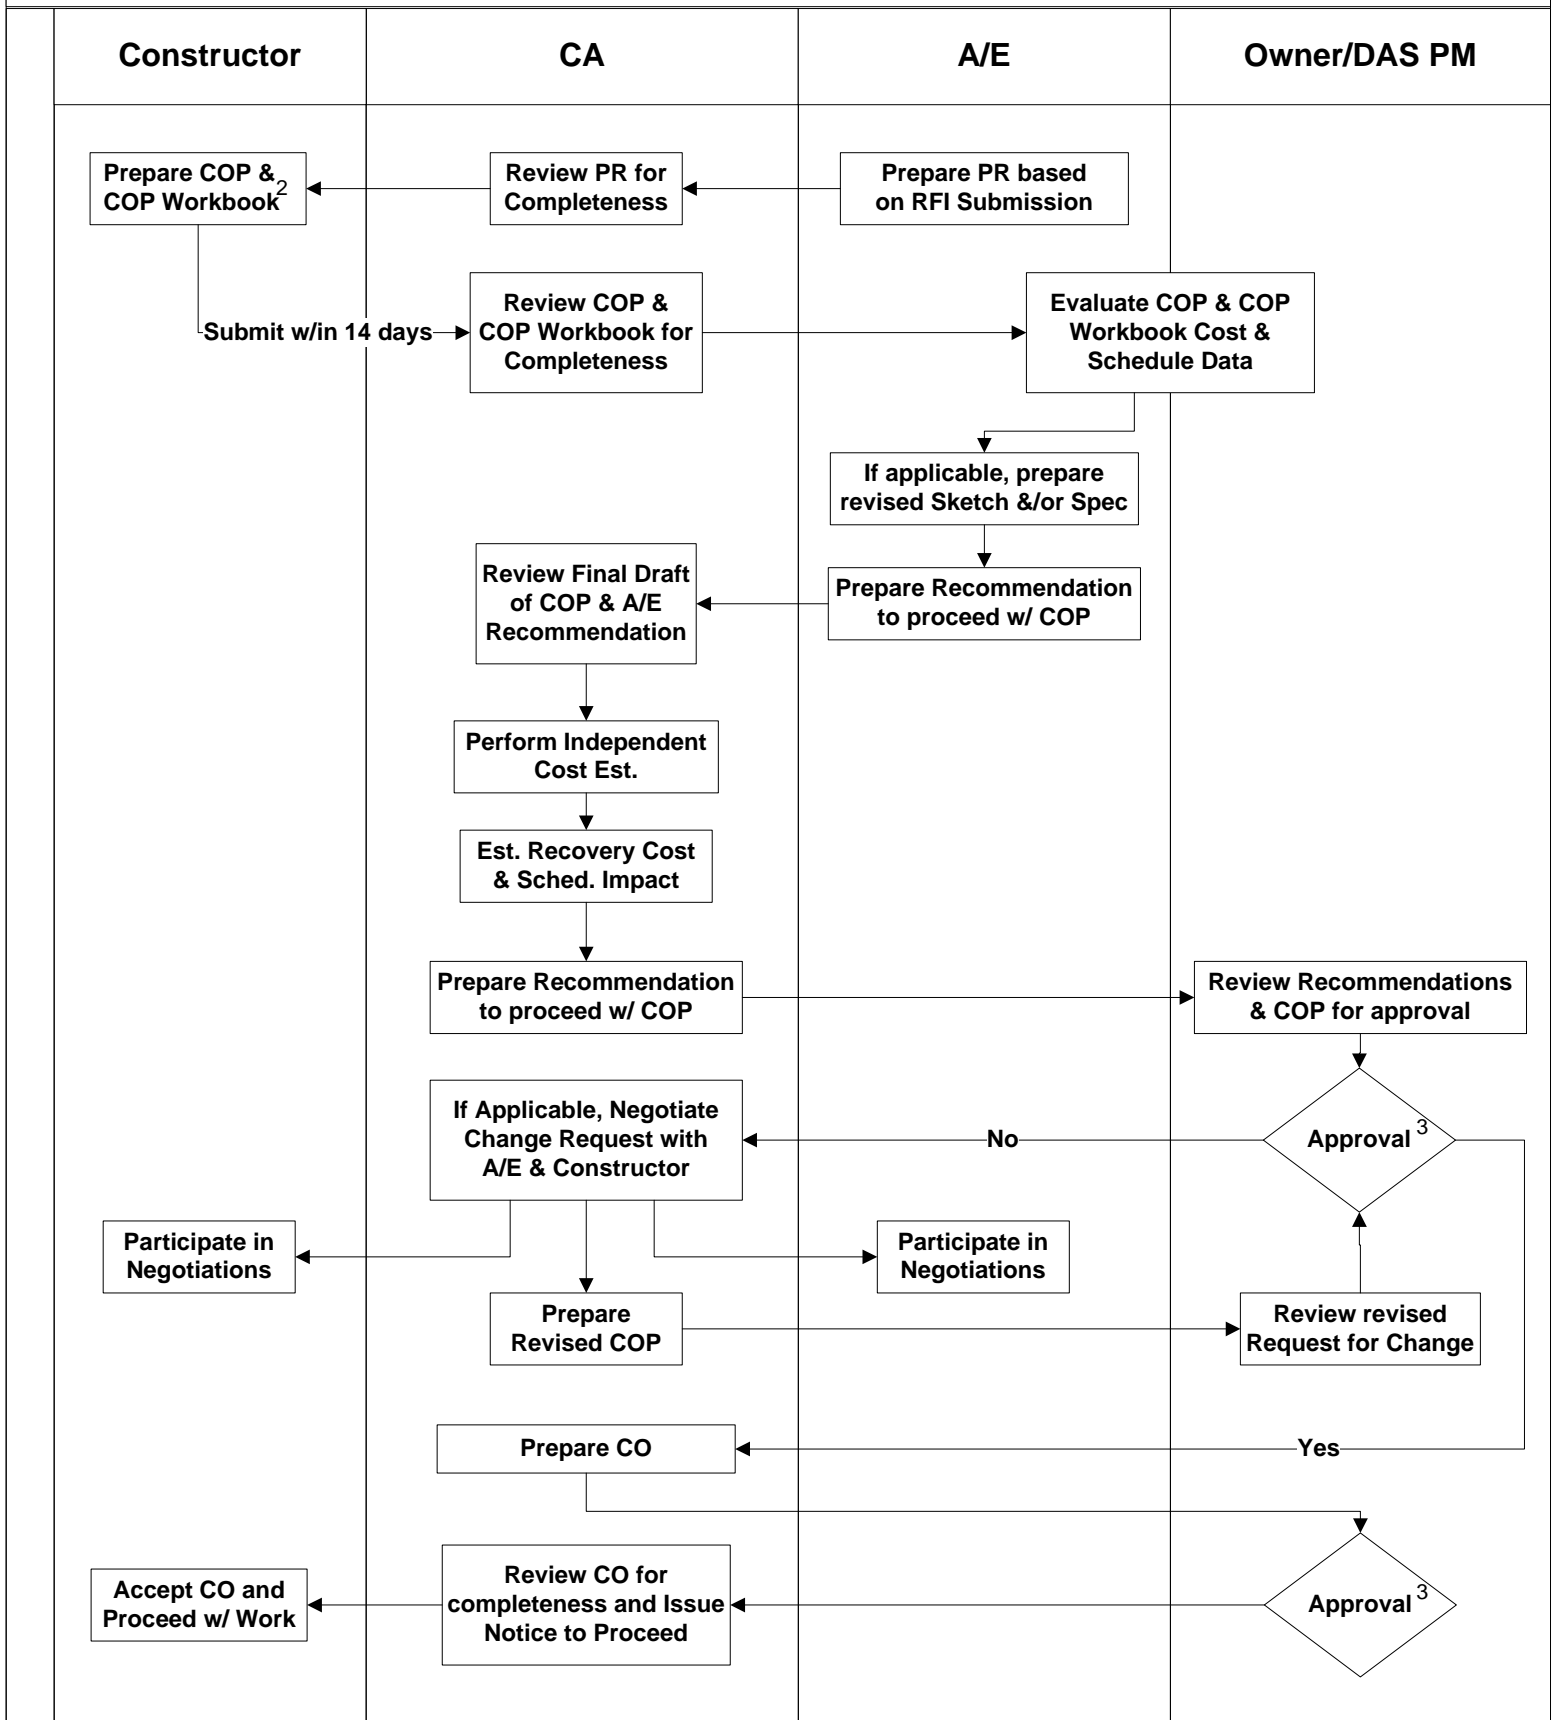 Constructor
CA
A/E
Owner/DAS PM
Prepare COP &
COP Workbook 2
Review PR for
Completeness
Prepare PR based
on RFI Submission
Submit w/in 14 days
Review COP &
COP Workbook for
Completeness
Evaluate COP & COP
Workbook Cost &
Schedule Data
If applicable, prepare
revised Sketch &/or Spec
Review Final Draft
of COP & A/E
Recommendation
Prepare Recommendation
to proceed w/ COP
Perform Independent
Cost Est.
Est. Recovery Cost
& Sched. Impact
Prepare Recommendation
to proceed w/ COP
Review Recommendations
& COP for approval
If Applicable, Negotiate
Change Request with
A/E & Constructor
No
Approval 3
Participate in
Negotiations
Participate in
Negotiations
Prepare
Revised COP
Review revised
Request for Change
Prepare CO
Yes
Accept CO and
Proceed w/ Work
Review CO for
completeness and Issue
Notice to Proceed
Approval 3